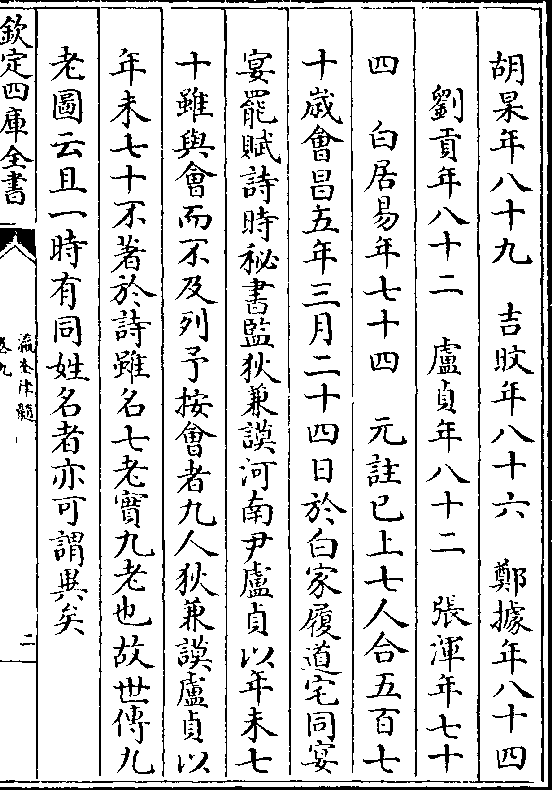 胡杲年八十九　吉旼年八十六　鄭據年八十四
劉貢年八十二　盧貞年八十二　張渾年七十
四　白居易年七十四　元註已上七人合五百七
十歲會昌五年三月二十四日於白家履道宅同宴
宴罷賦詩時秘書監狄兼謨河南尹盧貞以年未七
十雖與會而不及列予按會者九人狄兼謨盧貞以
年未七十不著於詩雖名七老實九老也故世傳九
老圖云且一時有同姓名者亦可謂異矣
欽定四庫全書
瀛奎律髓
卷九
二